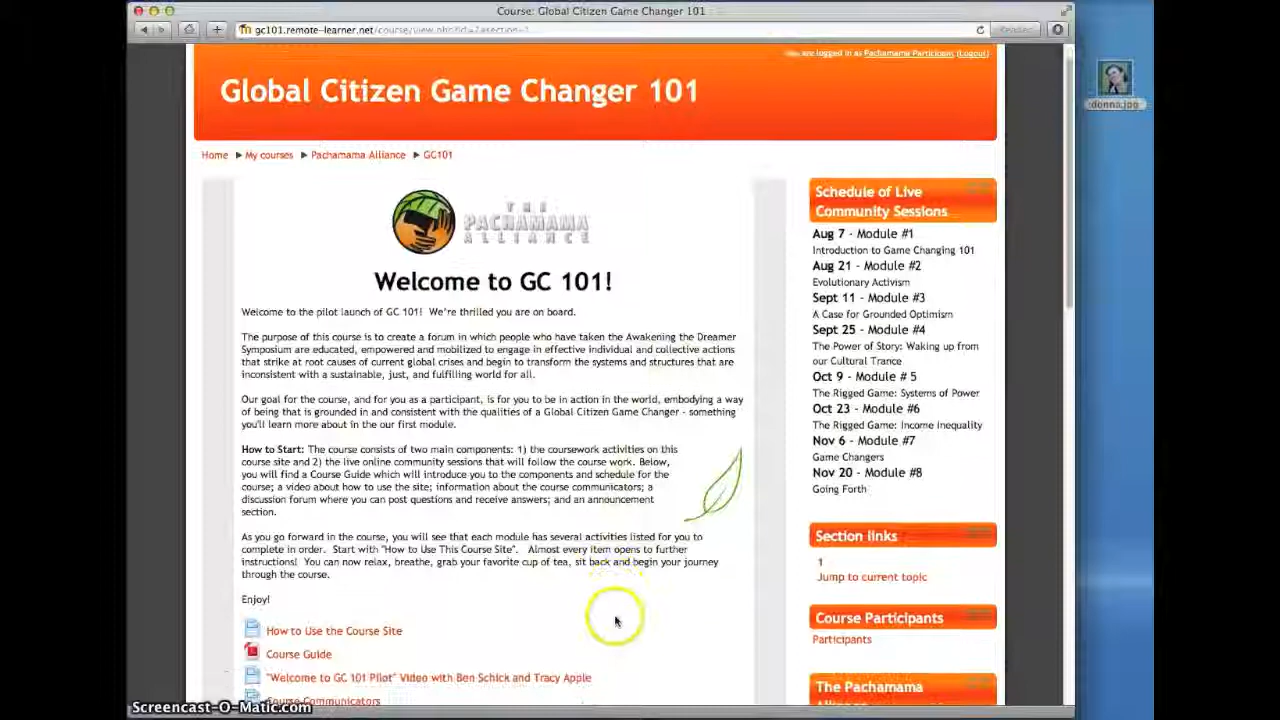 Course: Global Citizen Game Changer 101
gc101.remote-learner.net/course/view.php?id=2&section=1
Reader
You are logged in as Pachamama Participant (Logout)
donna.jpg
Global Citizen Game Changer 101
Home ► My courses ► Pachamama Alliance ► GC101
THE
PACHAMAMA
ALLIANCE
Welcome to GC 101!
Welcome to the pilot launch of GC 101! We're thrilled you are on board.
The purpose of this course is to create a forum in which people who have taken the Awakening the Dreamer
Symposium are educated, empowered and mobilized to engage in effective individual and collective actions
that strike at root causes of current global crises and begin to transform the systems and structures that are
inconsistent with a sustainable, just, and fulfilling world for all.
Our goal for the course, and for you as a participant, is for you to be in action in the world, embodying a way
of being that is grounded in and consistent with the qualities of a Global Citizen Game Changer - something
you'll learn more about in the our first module.
How to Start: The course consists of two main components: 1) the coursework activities on this
course site and 2) the live online community sessions that will follow the course work. Below,
you will find a Course Guide which will introduce you to the components and schedule for the
course; a video about how to use the site; information about the course communicators; a
discussion forum where you can post questions and receive answers; and an announcement
section.
As you go forward in the course, you will see that each module has several activities listed for you to
complete in order. Start with "How to Use This Course Site". Almost every item opens to further
instructions! You can now relax, breathe, grab your favorite cup of tea, sit back and begin your journey
through the course.
Enjoy!
How to Use the Course Site
Course Guide
"Welcome to GC 101 Pilot" Video with Ben Schick and Tracy Apple
Course Communicators
Schedule of Live
Community Sessions
Aug 7 - Module #1
Introduction to Game Changing 101
Aug 21 - Module #2
Evolutionary Activism
Sept 11 - Module #3
A Case for Grounded Optimism
Sept 25 - Module #4
The Power of Story: Waking up from
our Cultural Trance
Oct 9 - Module # 5
The Rigged Game: Systems of Power
Oct 23 - Module #6
The Rigged Game: Income Inequality
Nov 6 - Module #7
Game Changers
Nov 20 - Module #8
Going Forth
Section links
1
Jump to current topic
Course Participants
Participants
The Pachamama
Alliance
Screencast-O-Matic.com